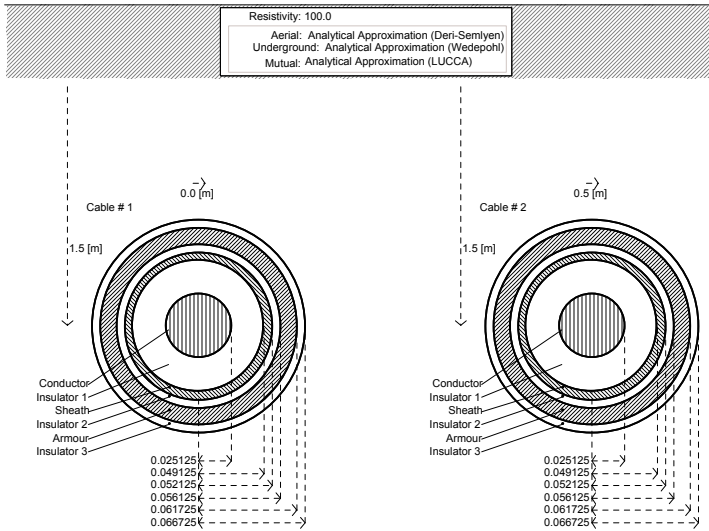 Resistivity: 100.0
Aerial: Analytical Approximation (Deri-Semlyen)
Underground: Analytical Approximation (Wedepohl)
Mutual: Analytical Approximation (LUCCA)
0.0 [m]
Cable # 1
1.5 [m]
Conductor
Insulator 1
Sheath
Insulator 2
Armour
Insulator 3
0.025125
0.049125
0.052125
0.056125
0.061725
0.066725
0.5 [m]
Cable # 2
1.5 [m]
Conductor
Insulator 1
Sheath
Insulator 2
Armour
Insulator 3
0.025125
0.049125
0.052125
0.056125
0.061725
0.066725